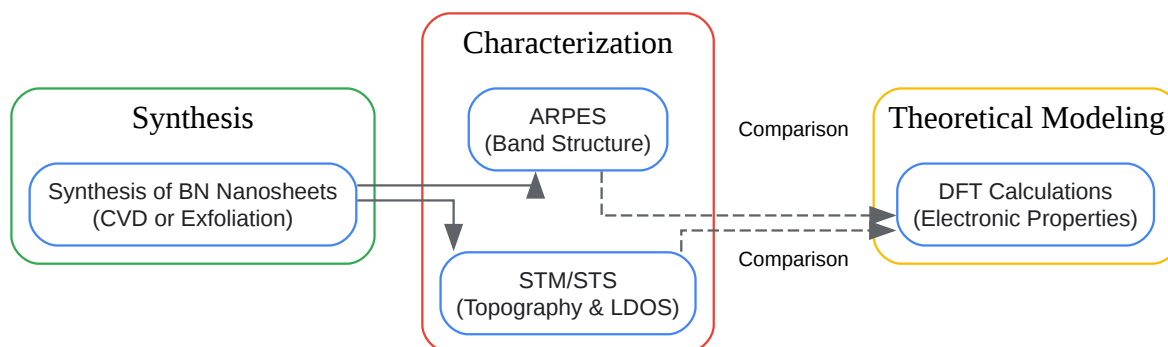 Synthesis
Synthesis of BN Nanosheets
(CVD or Exfoliation)
Characterization
ARPES
(Band Structure)
STM/STS
(Topography & LDOS)
Comparison
Comparison
Theoretical Modeling
DFT Calculations
(Electronic Properties)